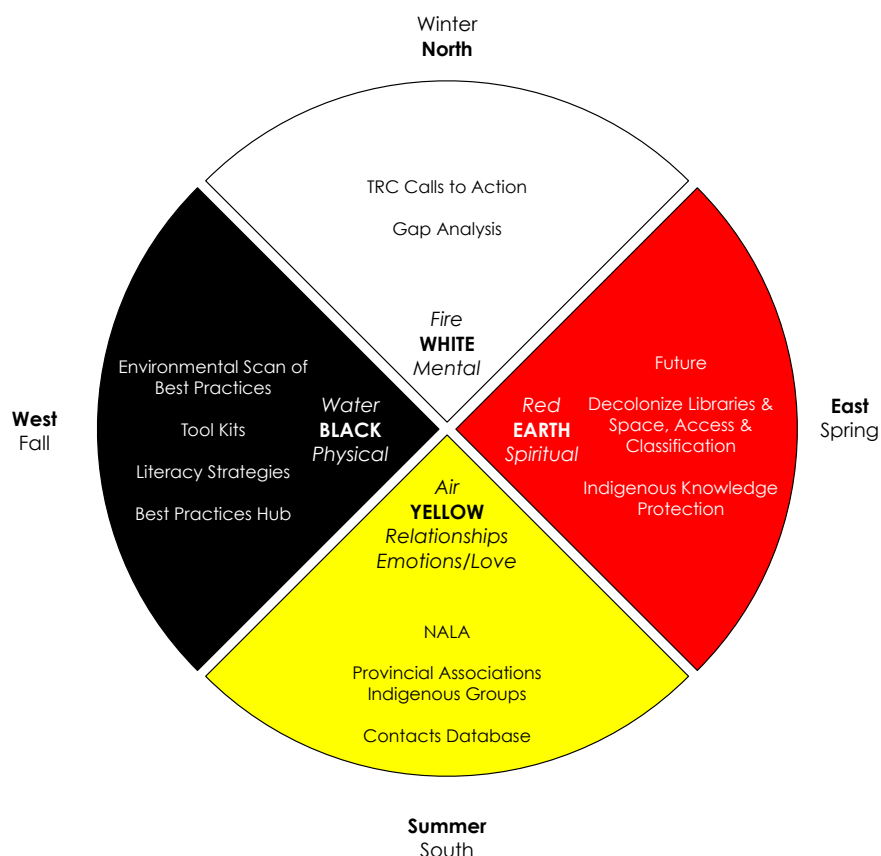 Winter
North
TRC Calls to Action
Gap Analysis
Fire
WHITE
Mental
West
Fall
Environmental Scan of
Best Practices
Tool Kits
Literacy Strategies
Best Practices Hub
Water
BLACK
Physical
Red
EARTH
Spiritual
Future
Decolonize Libraries &
Space, Access &
Classification
Indigenous Knowledge
Protection
East
Spring
Air
YELLOW
Relationships
Emotions/Love
NALA
Provincial Associations
Indigenous Groups
Contacts Database
Summer
South